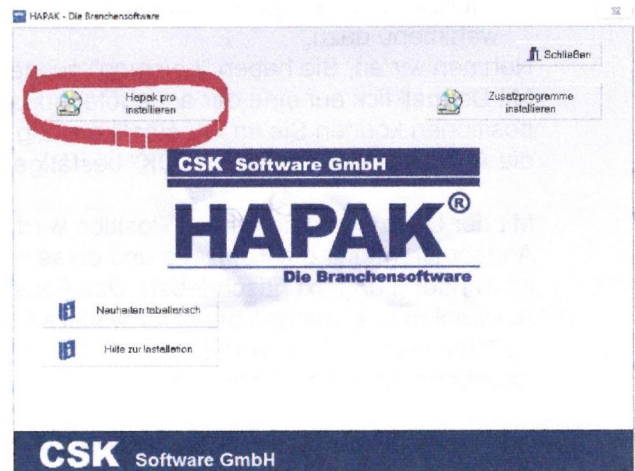 HAPAK - Die Branchensoftware
Schließen
Hapak pro
installieren
Zusatzprogramme
installieren
CSK Software GmbH
HAPAK®
Die Branchensoftware
Neuheiten tabellarisch
Hilfe zur Installation
CSK Software GmbH